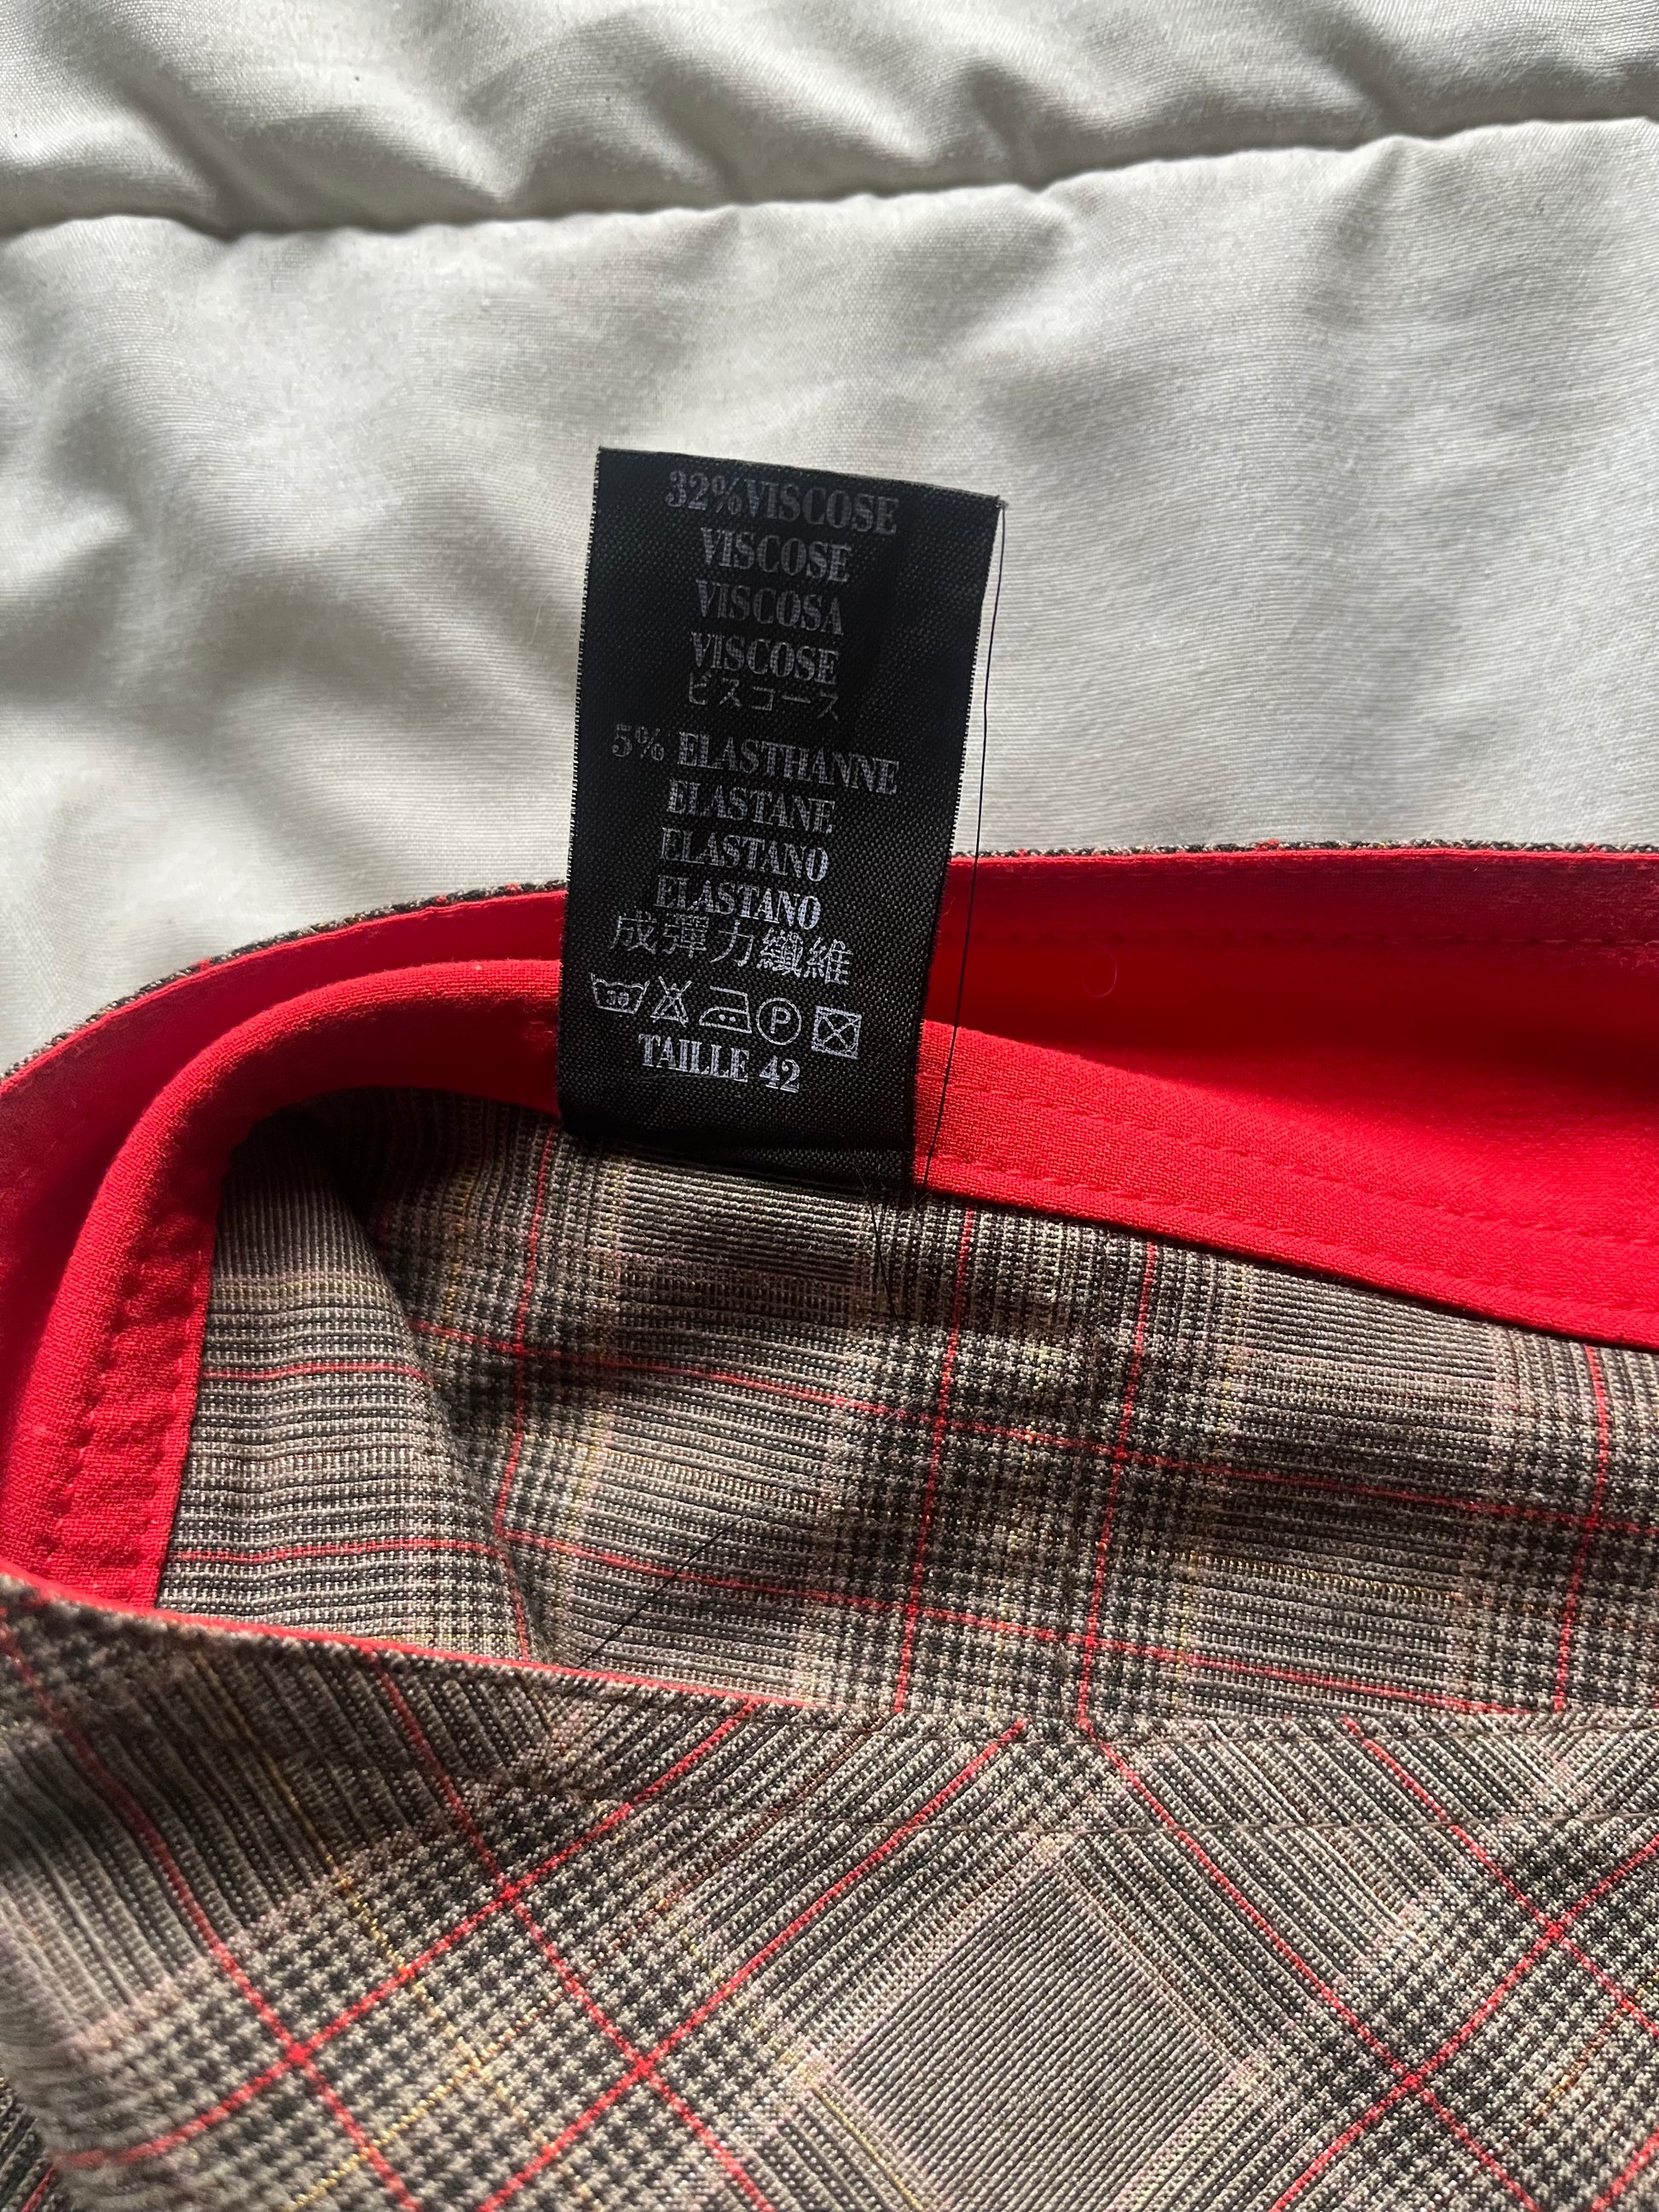 32%VISCOSE
VISCOSE
VISCOSA
VISCOSE
ビスコース
5% ELASTHANNE
ELASTANE
ELASTANO
ELASTANO
成彈力纖維
30 P
TAILLE 42